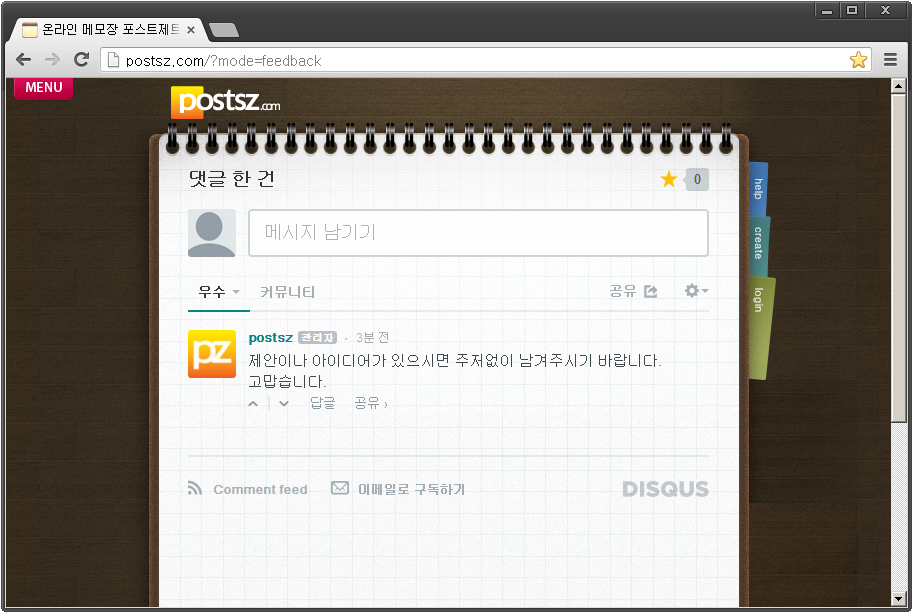 온라인 메모장 포스트제트
postsz.com/?mode=feedback
MENU
postsz.com
댓글 한 건
0
help
메시지 남기기
create
우수
커뮤니티
공유
login
postsz 관리자 · 3분 전
제안이나 아이디어가 있으시면 주저없이 남겨주시기 바랍니다.
고맙습니다.
pz
답글 공유 ›
Comment feed
이메일로 구독하기
DISQUS